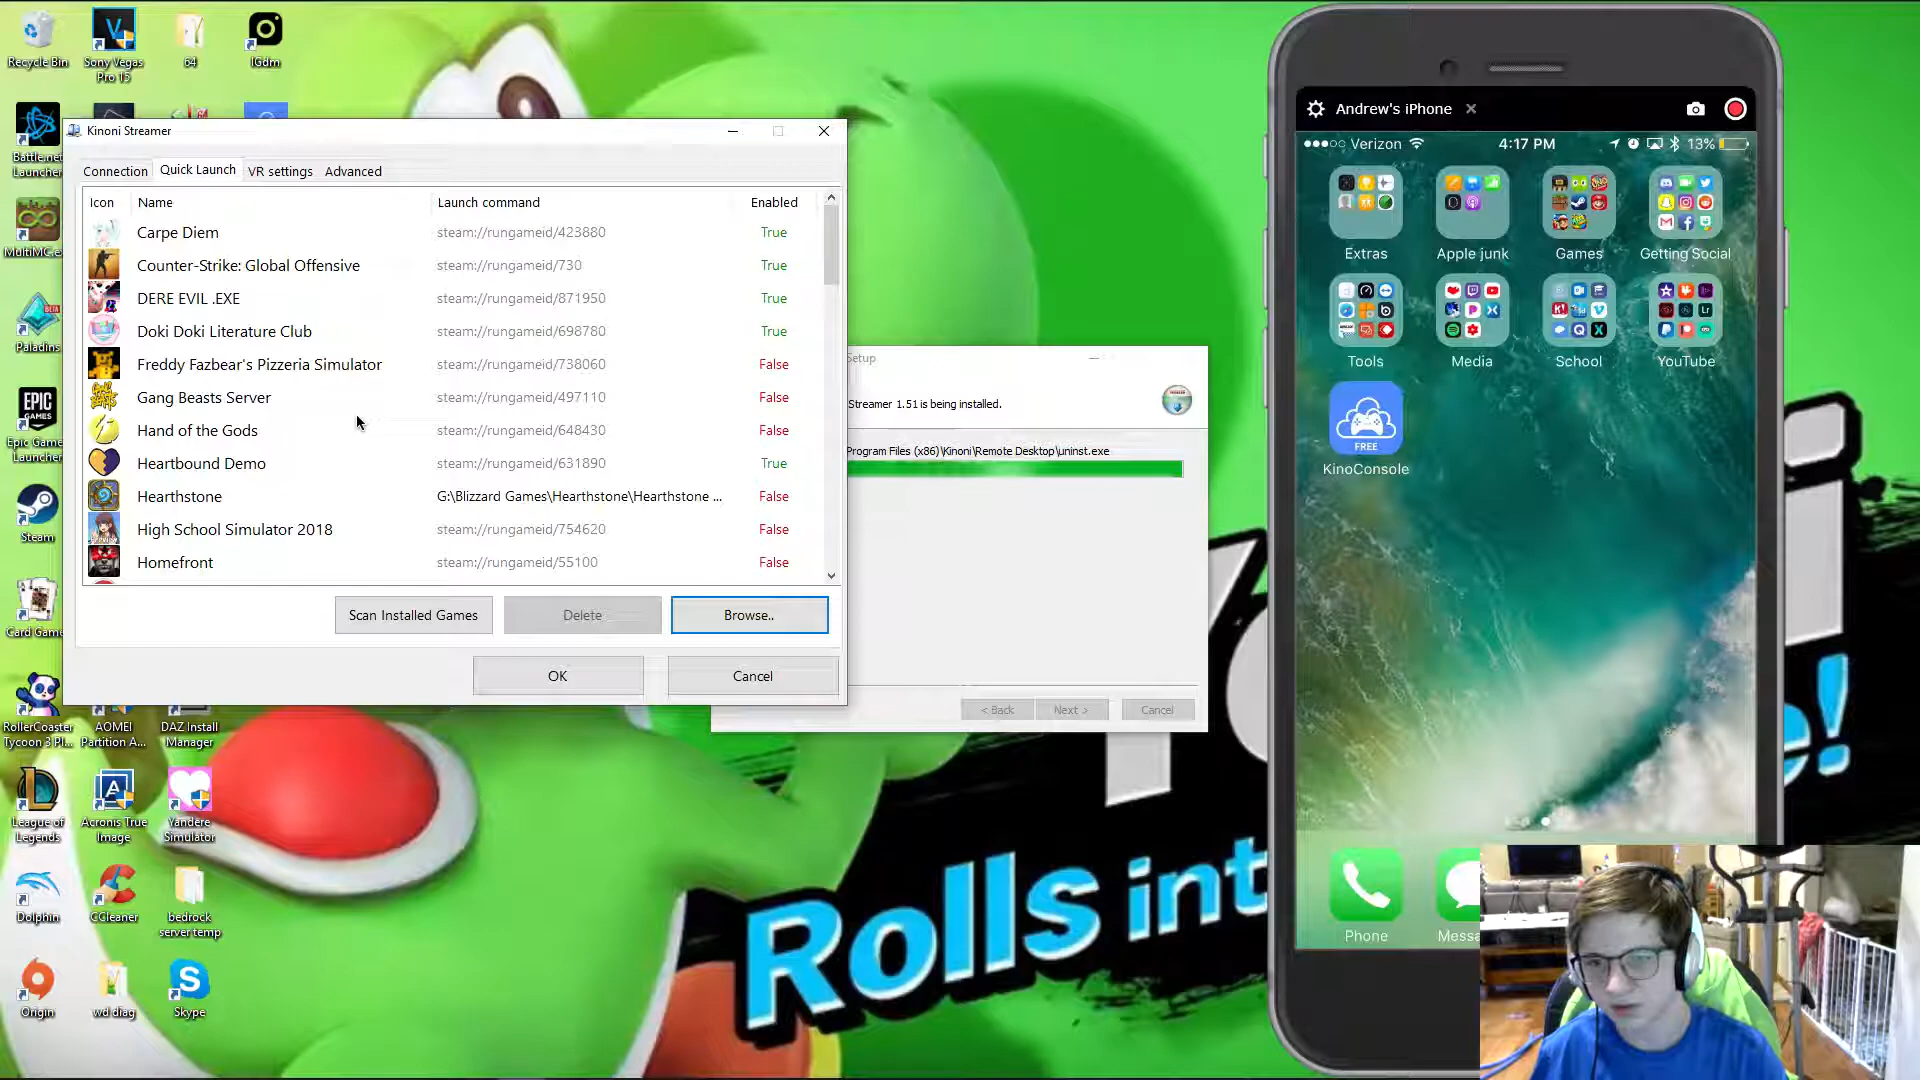 Recycle Bin
Sony Vegas Pro 15
64
IGdm
Battle.net Launcher
MultiMC.e
Paladins
Epic Game Launcher
Steam
Card Game
RollerCoaster Tycoon 3 Pl...
AOMEI Partition A...
DAZ Install Manager
League of Legends
Acronis True Image
Yandere Simulator
Dolphin
CCleaner
bedrock server temp
Origin
wd diag
Skype
Kinoni Streamer
Connection
Quick Launch
VR settings
Advanced
Icon Name Launch command Enabled
Carpe Diem steam://rungameid/423880 True
Counter-Strike: Global Offensive steam://rungameid/730 True
DERE EVIL .EXE steam://rungameid/871950 True
Doki Doki Literature Club steam://rungameid/698780 True
Freddy Fazbear's Pizzeria Simulator steam://rungameid/738060 False
Gang Beasts Server steam://rungameid/497110 False
Hand of the Gods steam://rungameid/648430 False
Heartbound Demo steam://rungameid/631890 True
Hearthstone G:\Blizzard Games\Hearthstone\Hearthstone ... False
High School Simulator 2018 steam://rungameid/754620 False
Homefront steam://rungameid/55100 False
Scan Installed Games
Delete
Browse..
OK
Cancel
Setup
Streamer 1.51 is being installed.
Program Files (x86)\Kinoni\Remote Desktop\uninst.exe
< Back
Next >
Cancel
Rolls int
e!
Andrew's iPhone
Verizon 4:17 PM 13%
Extras
Apple junk
Games
Getting Social
Tools
Media
School
YouTube
FREE
KinoConsole
Phone
Messa